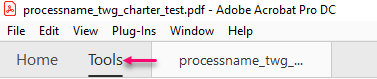 processname_twg_charter_test.pdf - Adobe Acrobat Pro DC
File Edit View Plug-Ins Window Help
Home Tools processname_twg_...